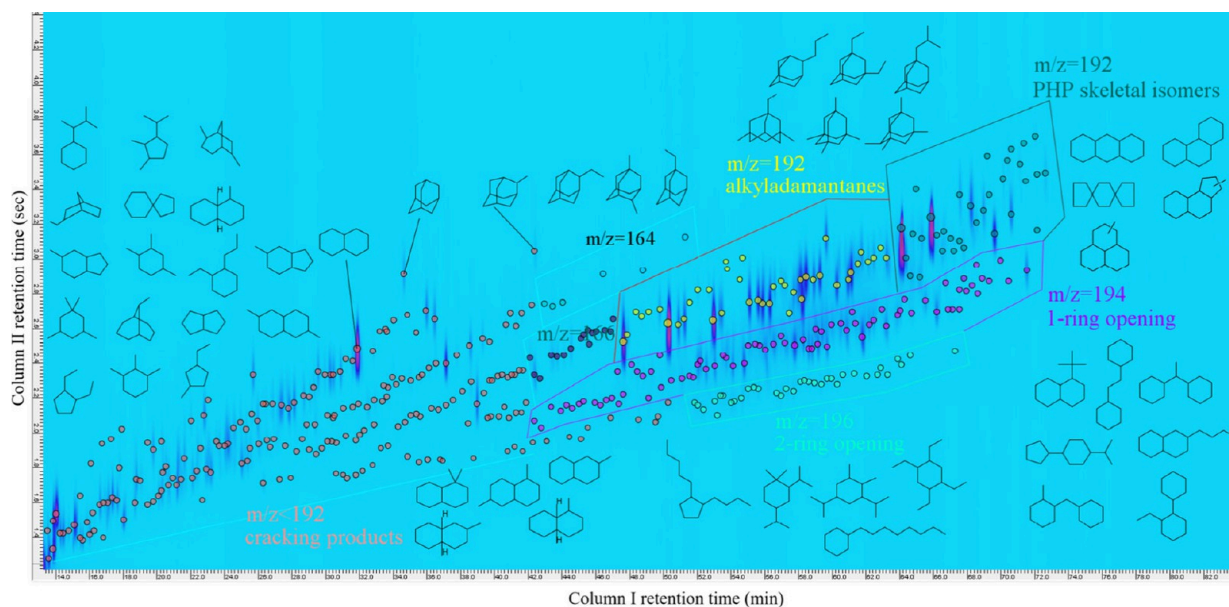 m/z=192
PHP skeletal isomers
m/z=192
alkyladamantanes
m/z=164
m/z=194
1-ring opening
m/z=196
2-ring opening
m/z<192
cracking products
H
H
H
H
H
H
Column II retention time (sec)
14.0 16.0 18.0 20.0 22.0 24.0 26.0 28.0 30.0 32.0 34.0 36.0 38.0 40.0 42.0 44.0 46.0 48.0 50.0 52.0 54.0 56.0 58.0 60.0 62.0 64.0 66.0 68.0 70.0 72.0 74.0 76.0 78.0 80.0 82.0
Column I retention time (min)